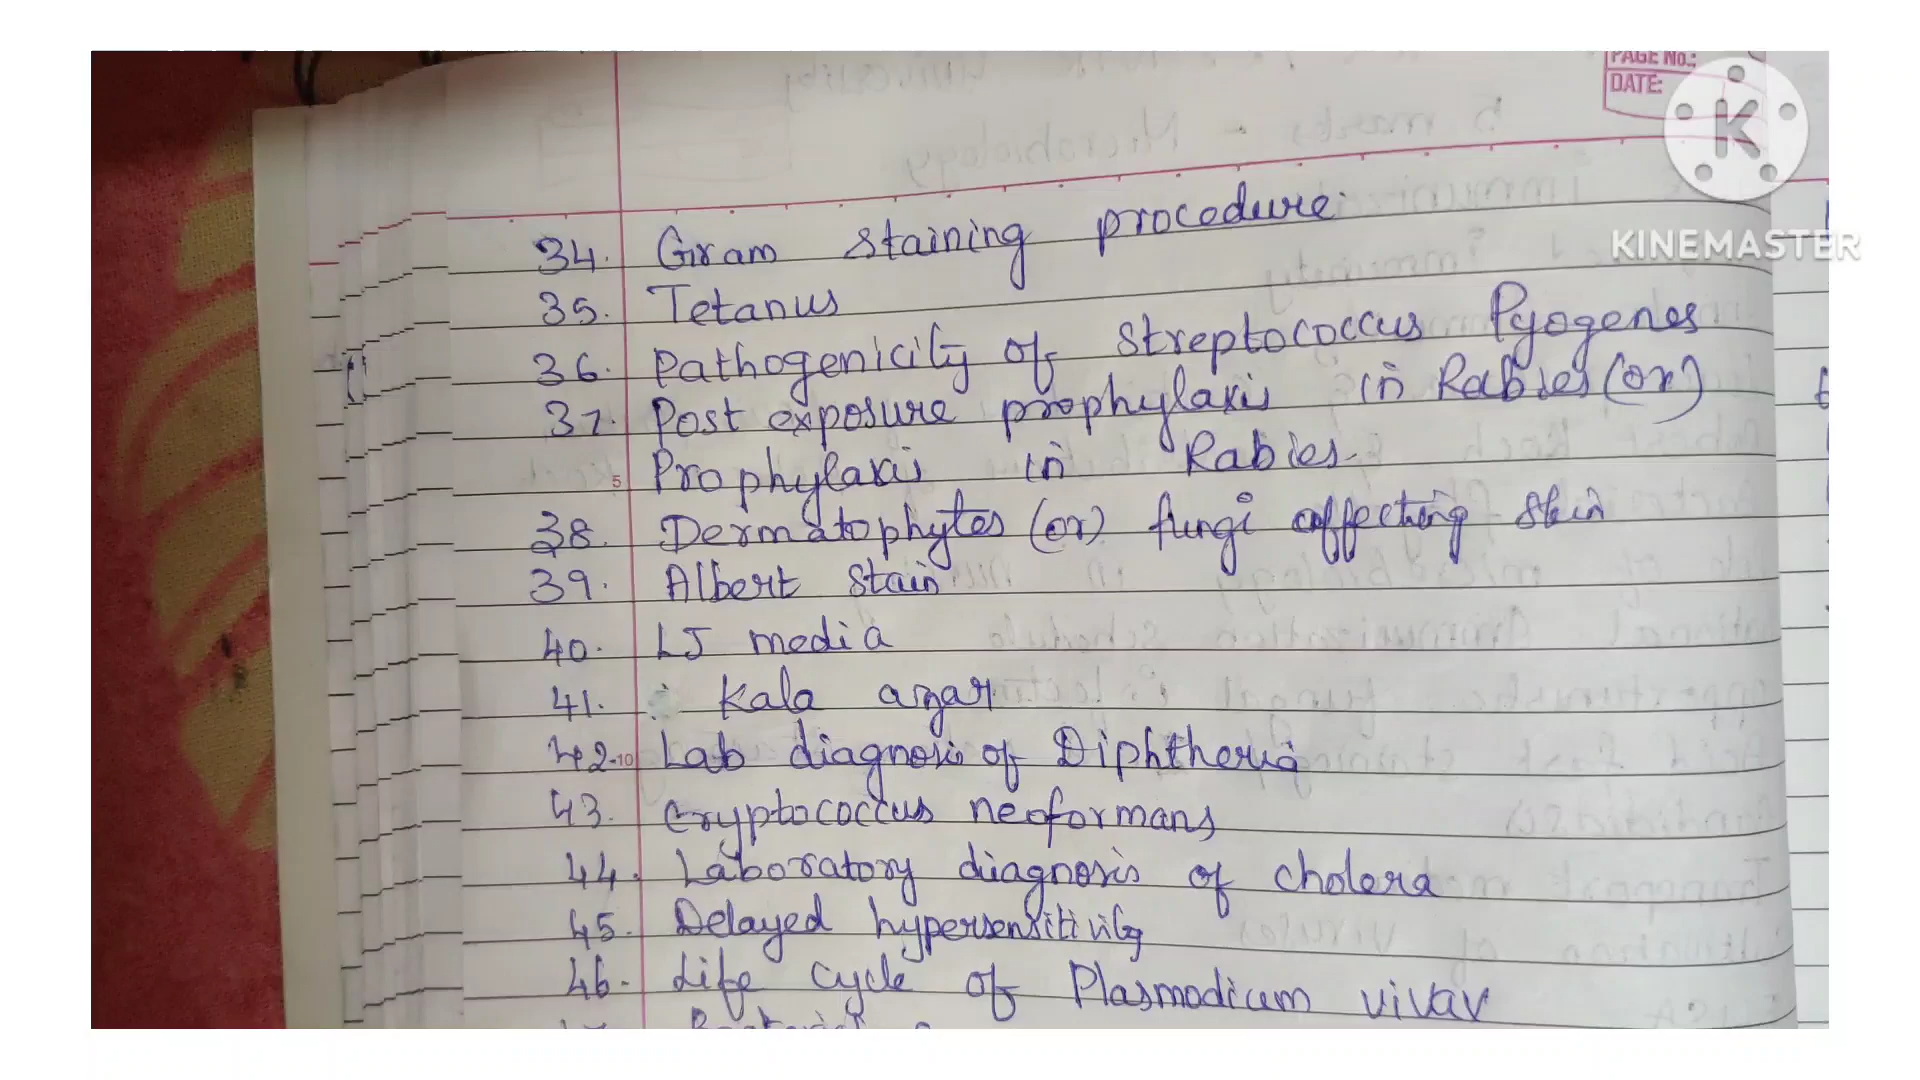 PAGE No.:
DATE:
KINEMASTER
34. Gram staining procedure.
35. Tetanus
36. Pathogenicity of Streptococcus Pyogenes
37. Post exposure prophylaxis in Rabies (or)
5 Prophylaxis in Rabies.
38. Dermatophytes (or) fungi affecting skin
39. Albert stain
40. LJ media
41. Kala azar
42. 10 Lab diagnosis of Diphtheria
43. Cryptococcus neoformans
44. Laboratory diagnosis of cholera
45. Delayed hypersensitivity
46. Life cycle of Plasmodium vivav